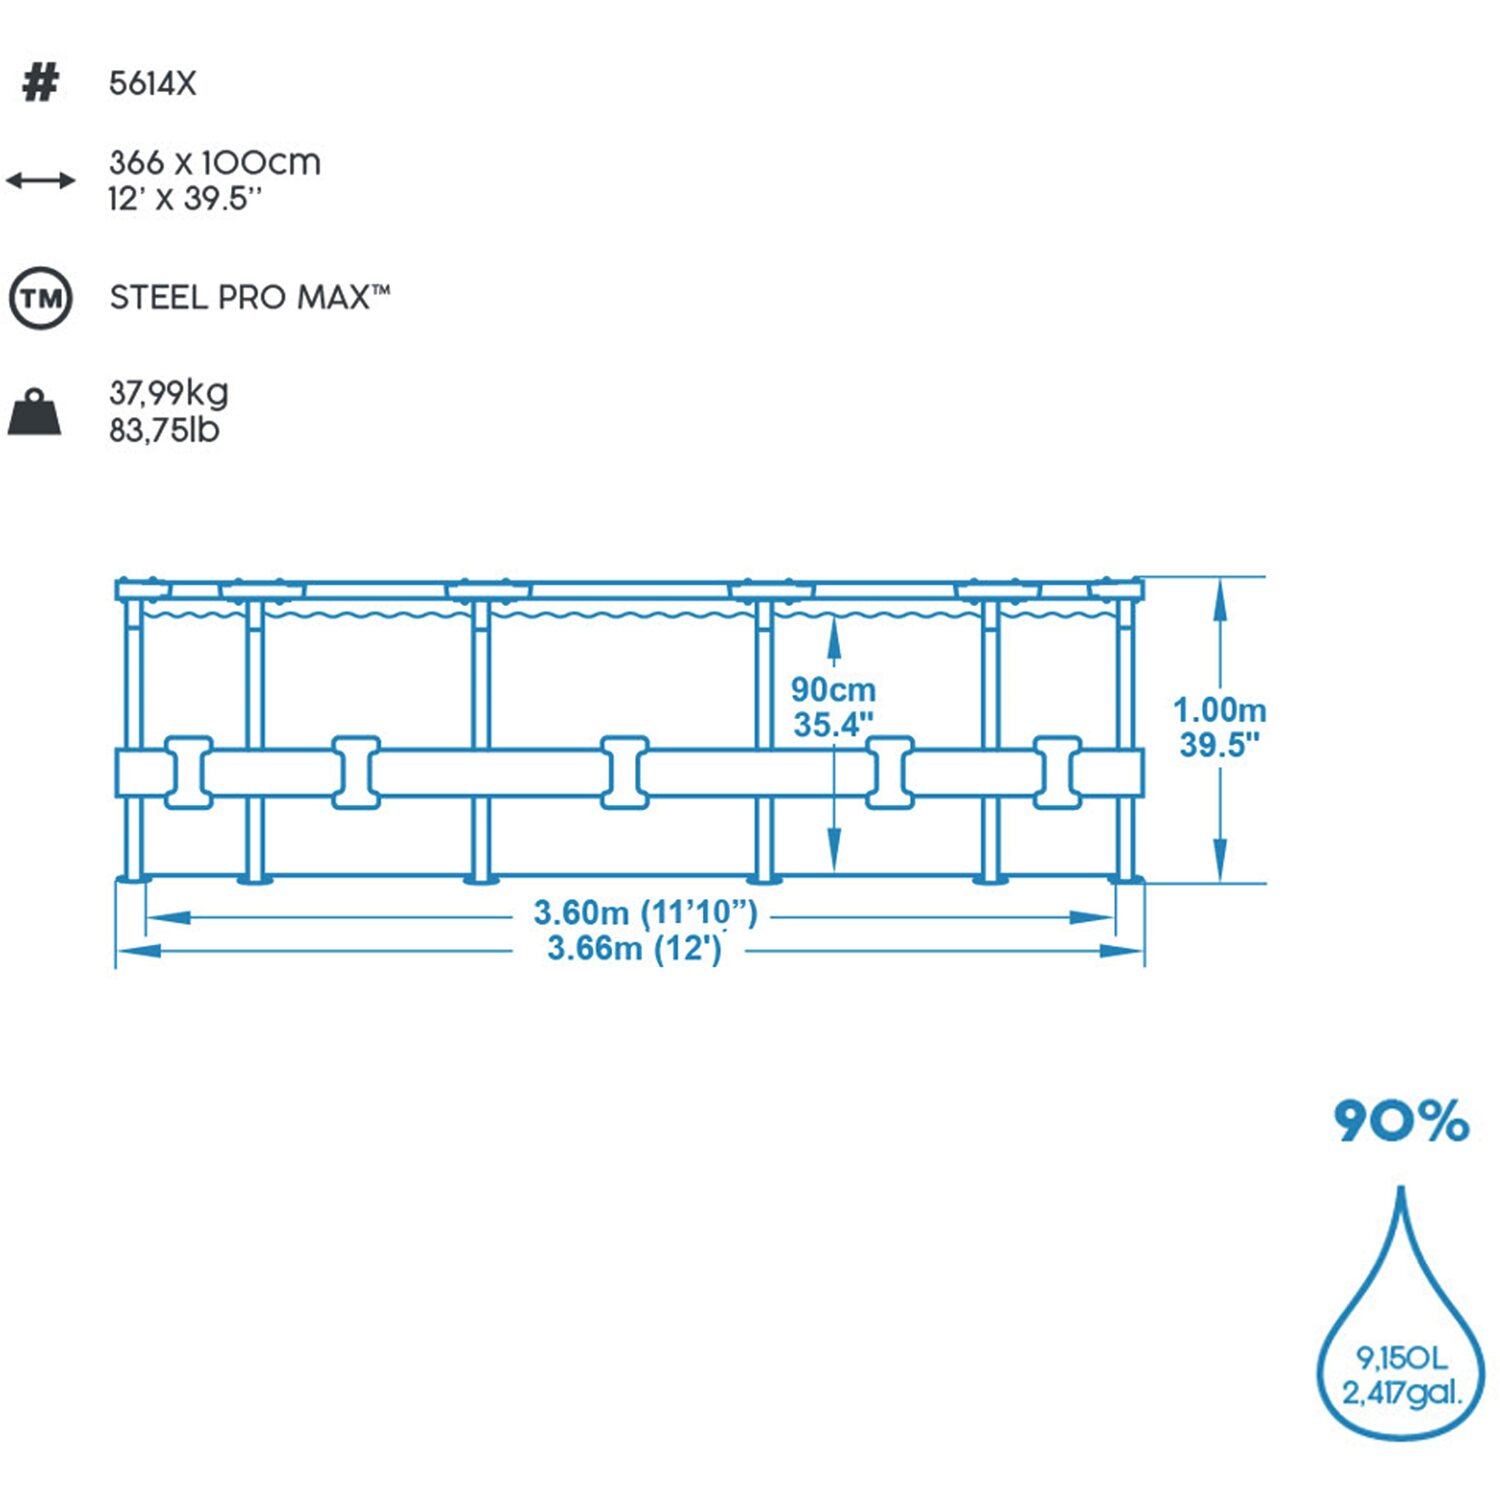 # 5614X
366 x 100cm
12’ X 39.5’’
TM STEEL PRO MAX™
37,99kg
83,75lb
90cm
35.4"
1.00m
39.5"
3.60m (11’10”)
3.66m (12')
90%
9,150L
2,417gal.